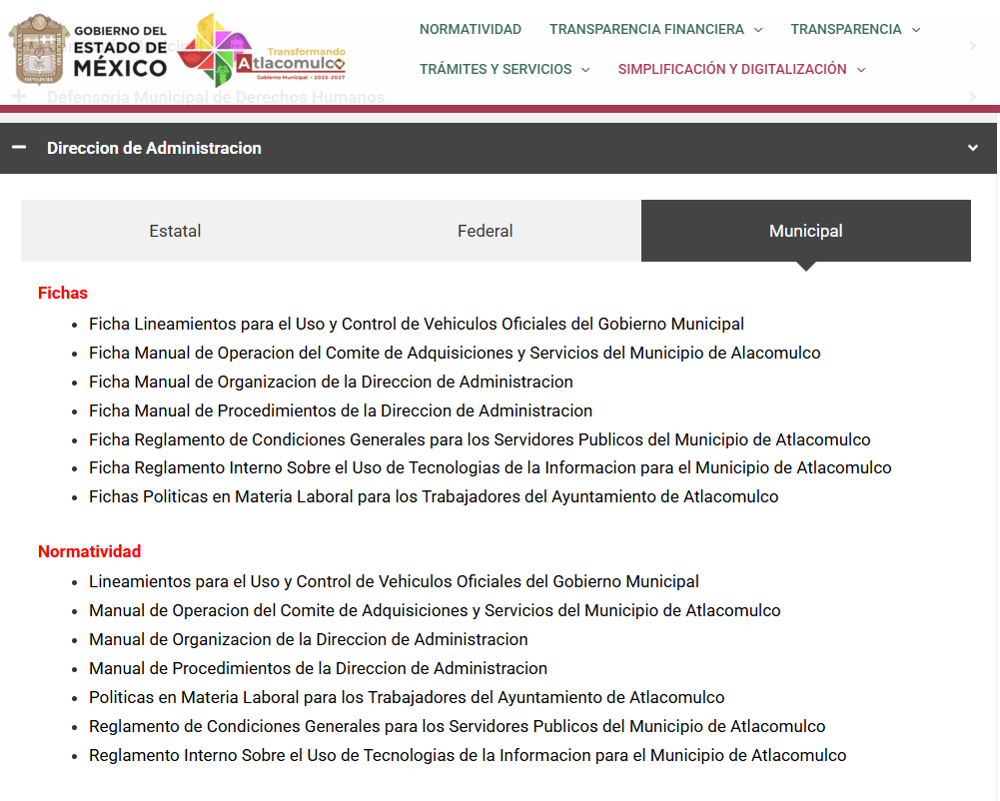 GOBIERNO DEL
ESTADO DE
MÉXICO
Transformando
Atlacomulco
Gobierno Municipal • 2025-2027
NORMATIVIDAD
TRANSPARENCIA FINANCIERA
TRANSPARENCIA
TRÁMITES Y SERVICIOS
SIMPLIFICACIÓN Y DIGITALIZACIÓN
Defensoria Municipal de Derechos Humanos
Direccion de Administracion
Estatal
Federal
Municipal
Fichas
Ficha Lineamientos para el Uso y Control de Vehiculos Oficiales del Gobierno Municipal
Ficha Manual de Operacion del Comite de Adquisiciones y Servicios del Municipio de Alacomulco
Ficha Manual de Organizacion de la Direccion de Administracion
Ficha Manual de Procedimientos de la Direccion de Administracion
Ficha Reglamento de Condiciones Generales para los Servidores Publicos del Municipio de Atlacomulco
Ficha Reglamento Interno Sobre el Uso de Tecnologias de la Informacion para el Municipio de Atlacomulco
Fichas Politicas en Materia Laboral para los Trabajadores del Ayuntamiento de Atlacomulco
Normatividad
Lineamientos para el Uso y Control de Vehiculos Oficiales del Gobierno Municipal
Manual de Operacion del Comite de Adquisiciones y Servicios del Municipio de Atlacomulco
Manual de Organizacion de la Direccion de Administracion
Manual de Procedimientos de la Direccion de Administracion
Politicas en Materia Laboral para los Trabajadores del Ayuntamiento de Atlacomulco
Reglamento de Condiciones Generales para los Servidores Publicos del Municipio de Atlacomulco
Reglamento Interno Sobre el Uso de Tecnologias de la Informacion para el Municipio de Atlacomulco